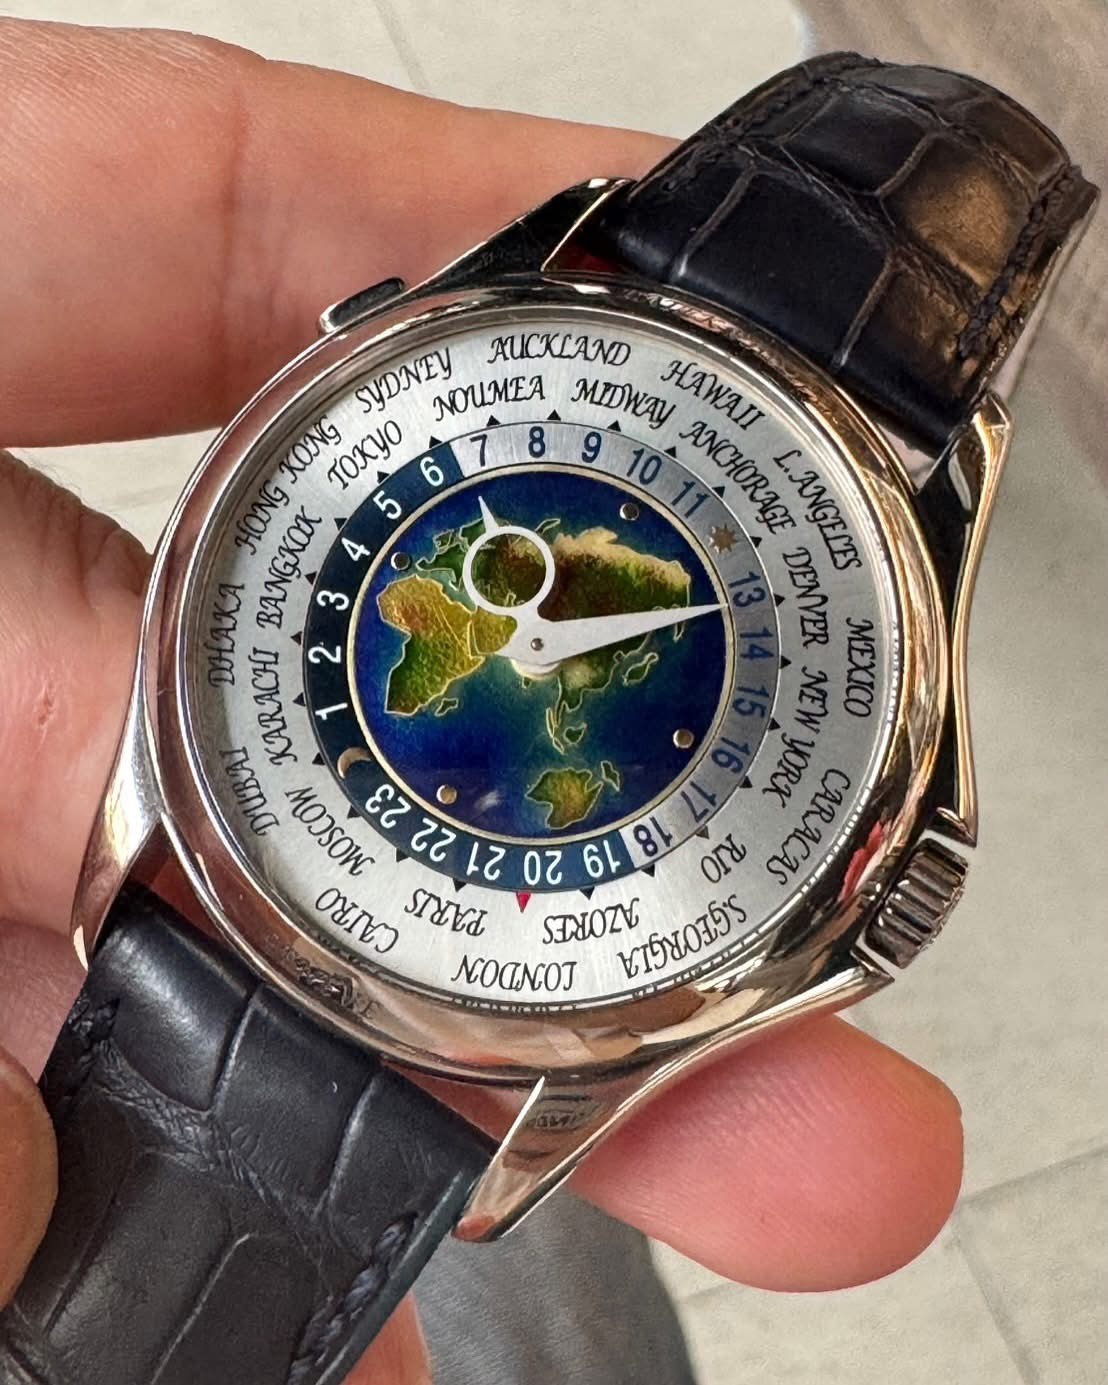 AUCKLAND
MIDWAY
HAWAII
ANCHORAGE
L.ANGELES
DENVER
MEXICO
NEW YORK
CARACAS
RIO
S.GEORGIA
AZORES
LONDON
PARIS
CAIRO
MOSCOW
DUBAI
KARACHI
DHAKA
BANGKOK
HONG KONG
TOKYO
SYDNEY
NOUMEA
7 8 9 10 11 13 14 15 16 17 18 19 20 21 22 23 1 2 3 4 5 6